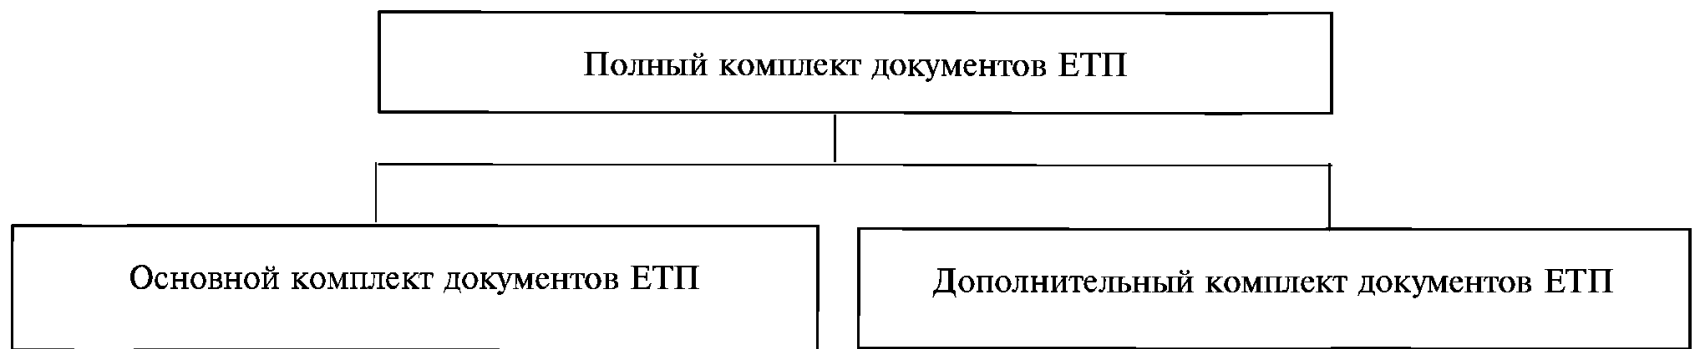 Полный комплект документов ЕТП
Основной комплект документов ЕТП
Дополнительный комплект документов ЕТП